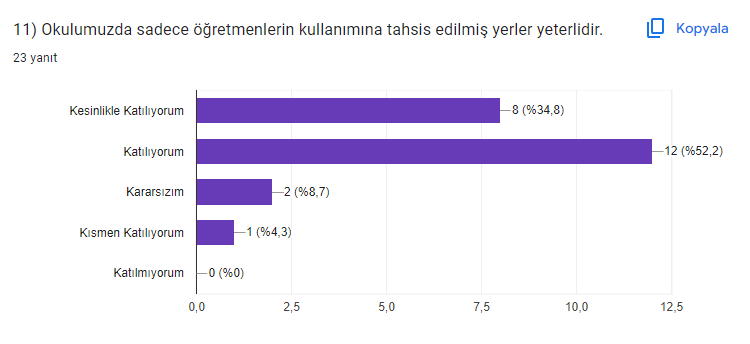 11) Okulumuzda sadece öğretmenlerin kullanımına tahsis edilmiş yerler yeterlidir.
Kopyala
23 yanıt
Kesinlikle Katılıyorum
8 (%34,8)
Katılıyorum
12 (%52,2)
Kararsızım
2 (%8,7)
Kısmen Katılıyorum
1 (%4,3)
Katılmıyorum
0 (%0)
0,0 2,5 5,0 7,5 10,0 12,5